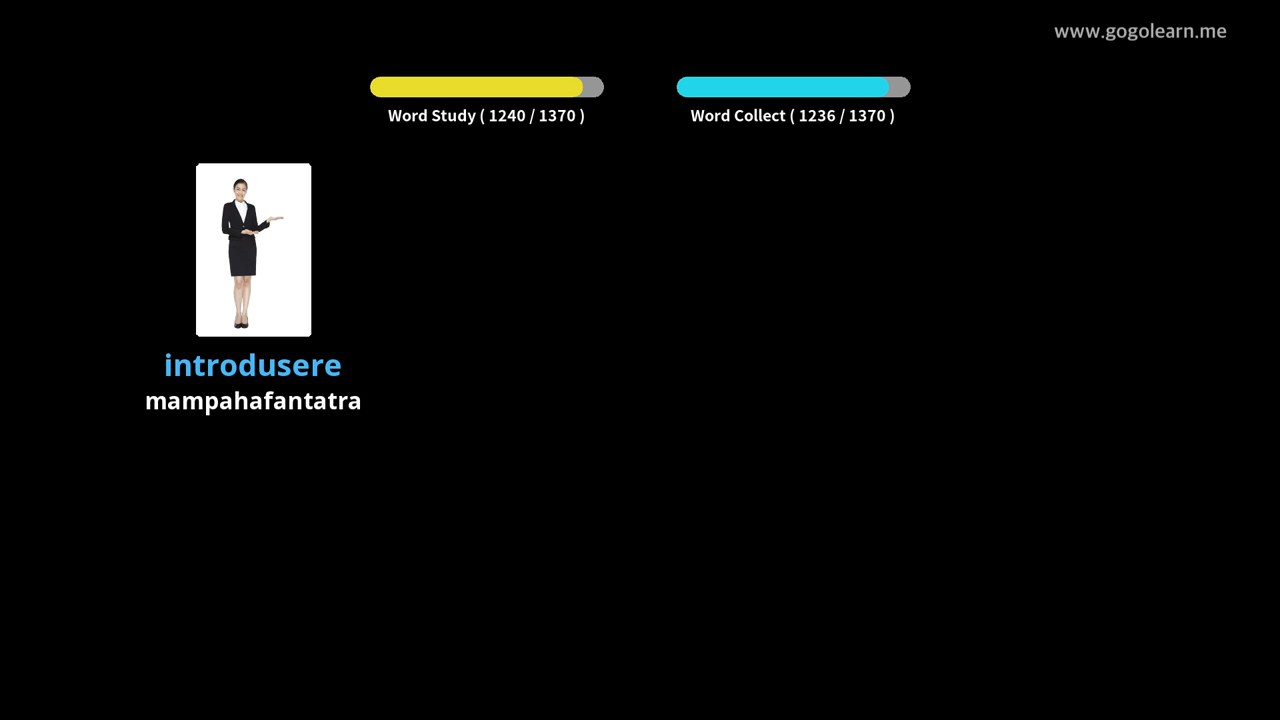 www.gogolearn.me
Word Study ( 1240 / 1370 )
Word Collect ( 1236 / 1370 )
introdusere
mampahafantatra